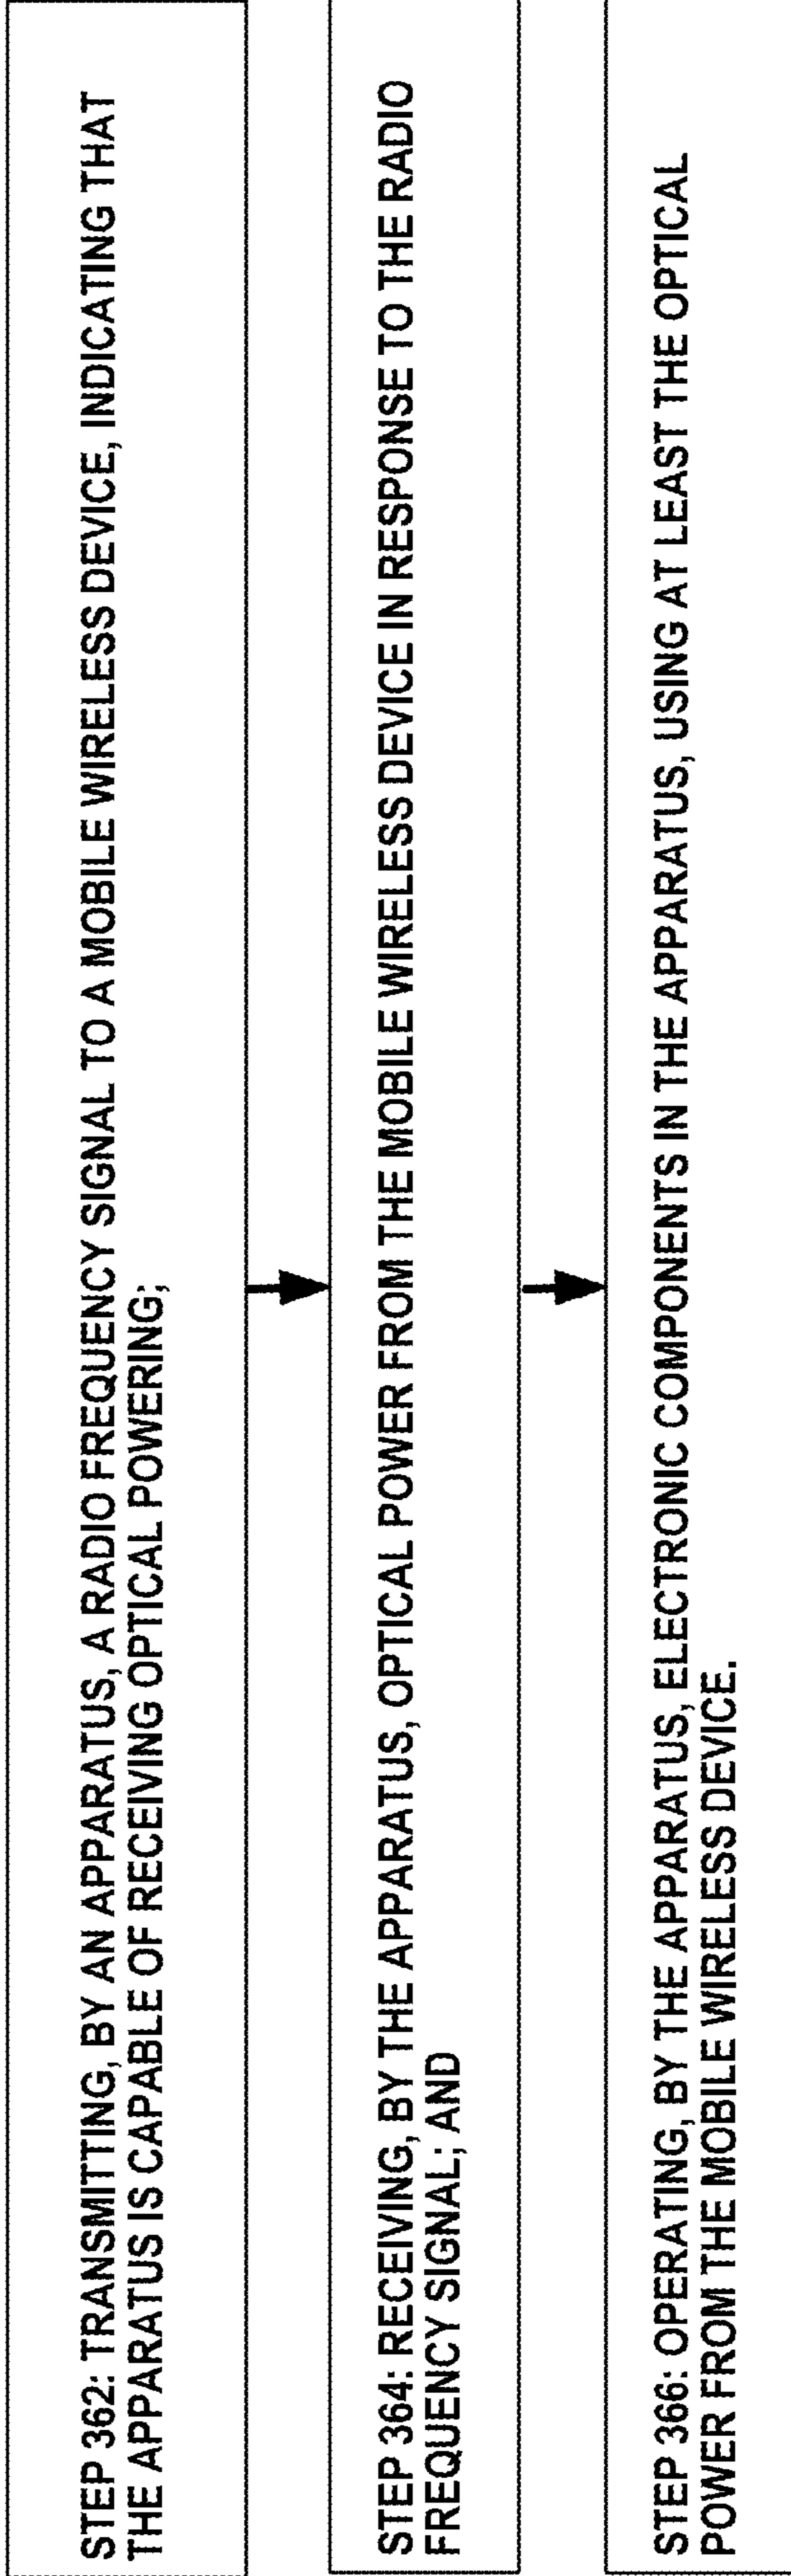 STEP 362: TRANSMITTING, BY AN APPARATUS, A RADIO FREQUENCY SIGNAL TO A MOBILE WIRELESS DEVICE, INDICATING THAT
THE APPARATUS IS CAPABLE OF RECEIVING OPTICAL POWERING;
STEP 364: RECEIVING, BY THE APPARATUS, OPTICAL POWER FROM THE MOBILE WIRELESS DEVICE IN RESPONSE TO THE RADIO
FREQUENCY SIGNAL; AND
STEP 366: OPERATING, BY THE APPARATUS, ELECTRONIC COMPONENTS IN THE APPARATUS, USING AT LEAST THE OPTICAL
POWER FROM THE MOBILE WIRELESS DEVICE.